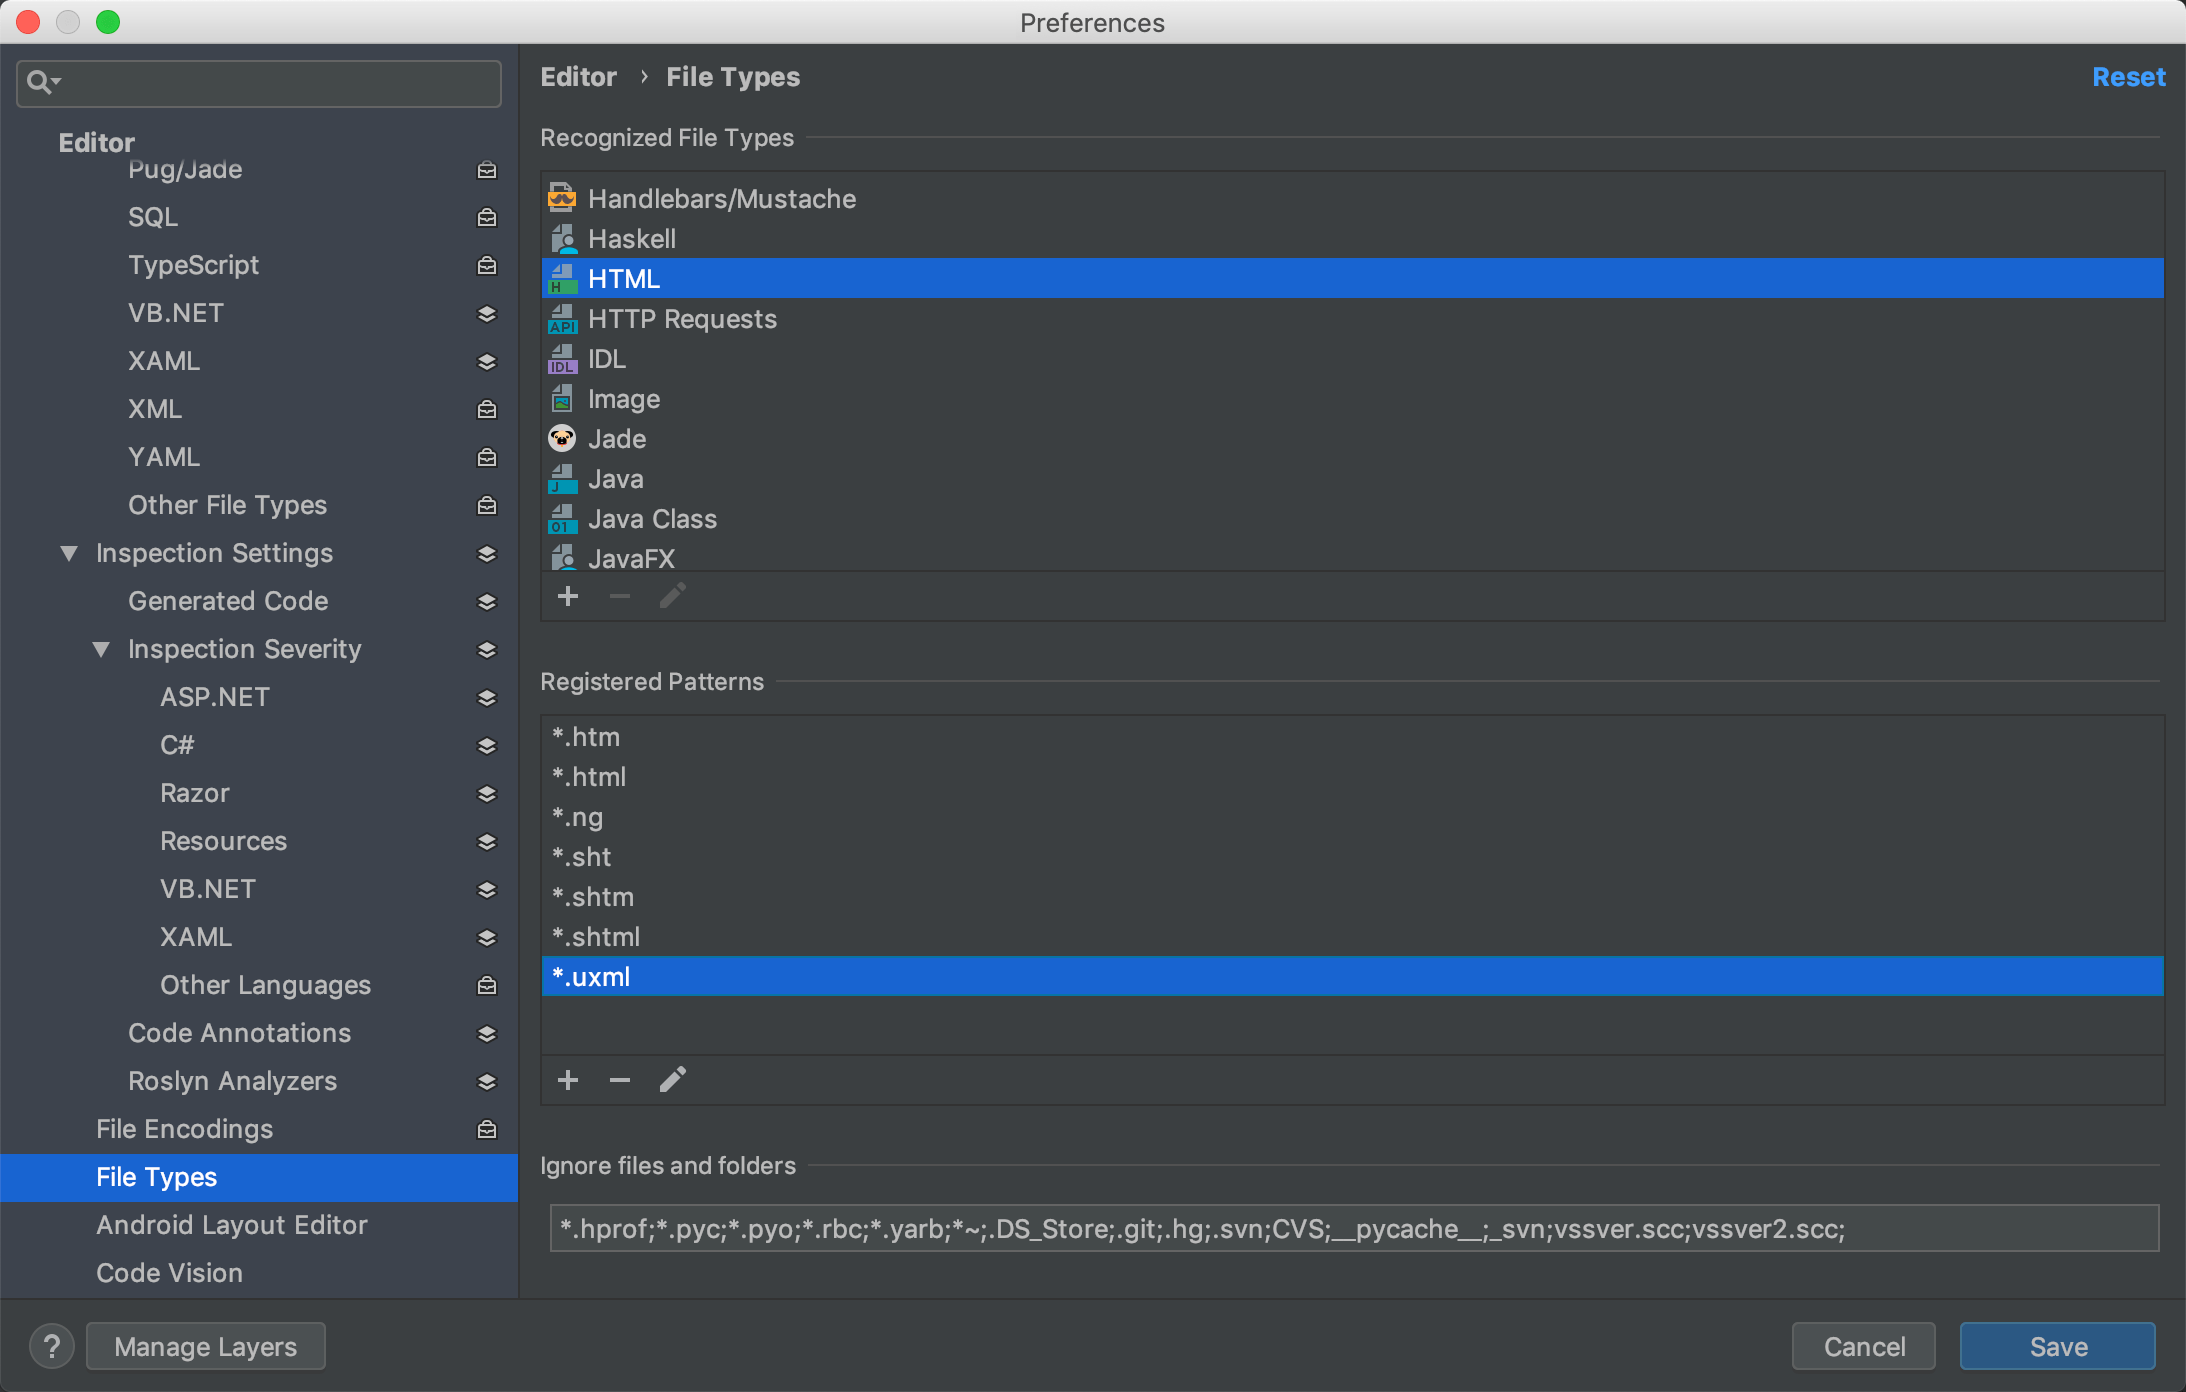 Preferences
Editor
Pug/Jade
SQL
TypeScript
VB.NET
XAML
XML
YAML
Other File Types
Inspection Settings
Generated Code
Inspection Severity
ASP.NET
C#
Razor
Resources
VB.NET
XAML
Other Languages
Code Annotations
Roslyn Analyzers
File Encodings
File Types
Android Layout Editor
Code Vision
Editor › File Types
Reset
Recognized File Types
Handlebars/Mustache
Haskell
H HTML
API HTTP Requests
IDL IDL
Image
Jade
J Java
01 Java Class
JavaFX
Registered Patterns
*.htm
*.html
*.ng
*.sht
*.shtm
*.shtml
*.uxml
Ignore files and folders
*.hprof;*.pyc;*.pyo;*.rbc;*.yarb;*~;.DS_Store;.git;.hg;.svn;CVS;__pycache__;_svn;vssver.scc;vssver2.scc;
? Manage Layers
Cancel
Save